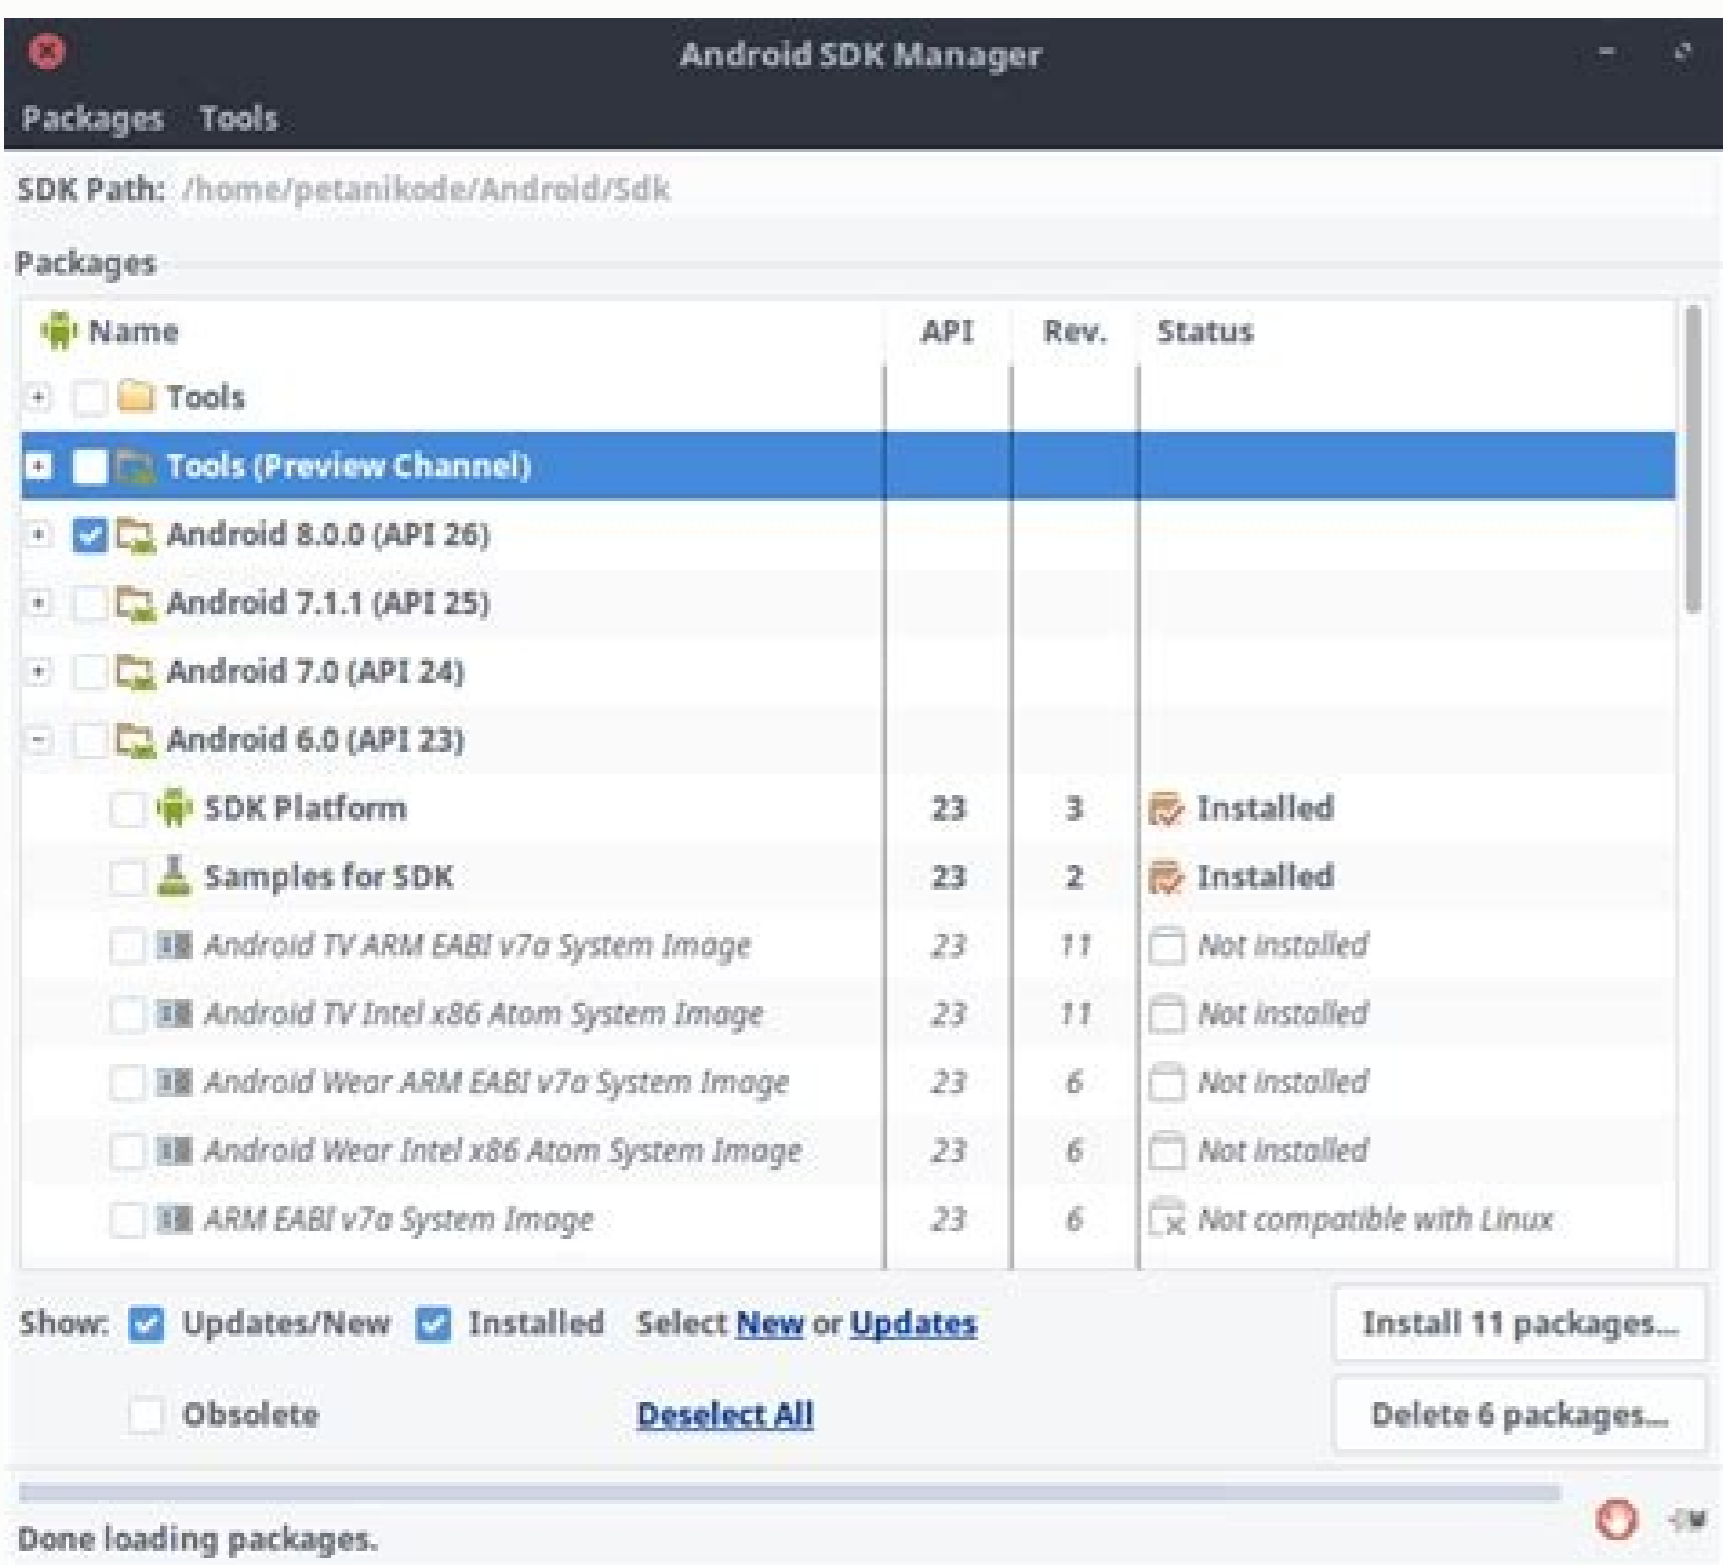 Android SDK Manager
Packages Tools
SDK Path: /home/petanikode/Android/Sdk
Packages
Name API Rev. Status
Tools
Tools (Preview Channel)
Android 8.0.0 (API 26)
Android 7.1.1 (API 25)
Android 7.0 (API 24)
Android 6.0 (API 23)
SDK Platform 23 3 Installed
Samples for SDK 23 2 Installed
Android TV ARM EABI v7a System Image 23 11 Not installed
Android TV Intel x86 Atom System Image 23 11 Not installed
Android Wear ARM EABI v7a System Image 23 6 Not installed
Android Wear Intel x86 Atom System Image 23 6 Not installed
ARM EABI v7a System Image 23 6 Not compatible with Linux
Show: Updates/New Installed Select New or Updates Install 11 packages...
Obsolete Deselect All Delete 6 packages...
Done loading packages.